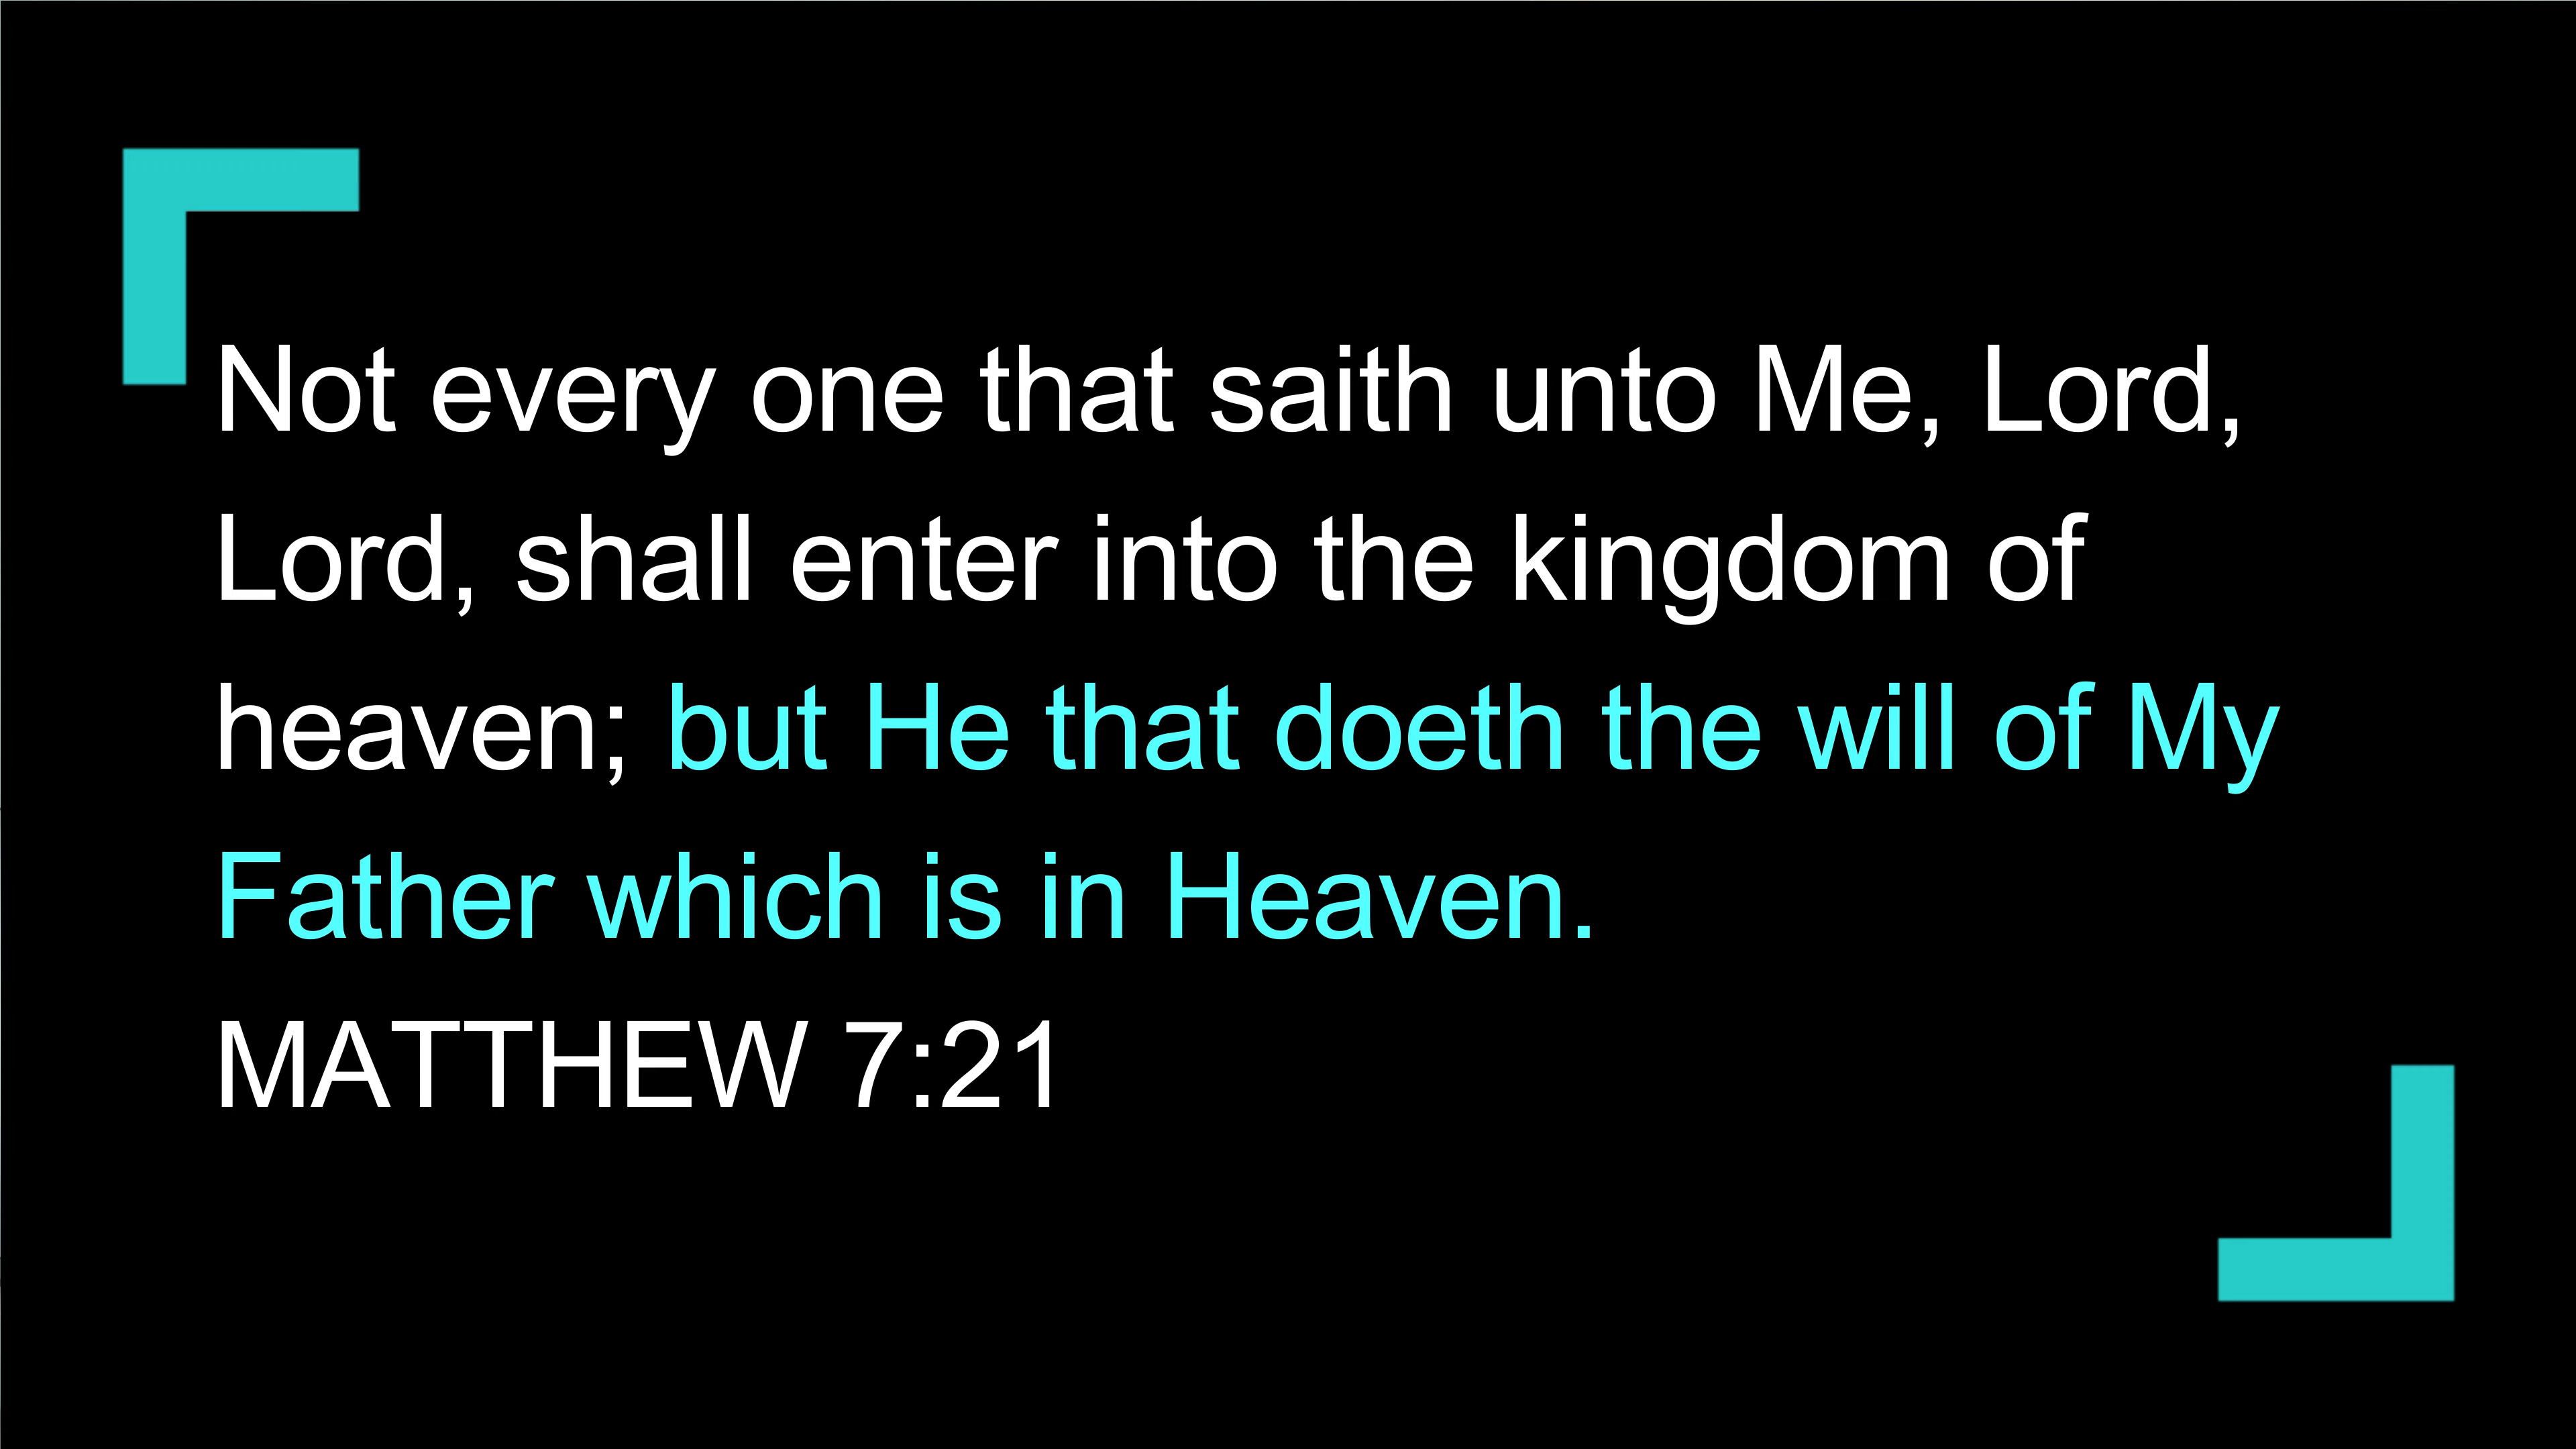 Not every one that saith unto Me, Lord,
Lord, shall enter into the kingdom of
heaven; but He that doeth the will of My
Father which is in Heaven.
MATTHEW 7:21